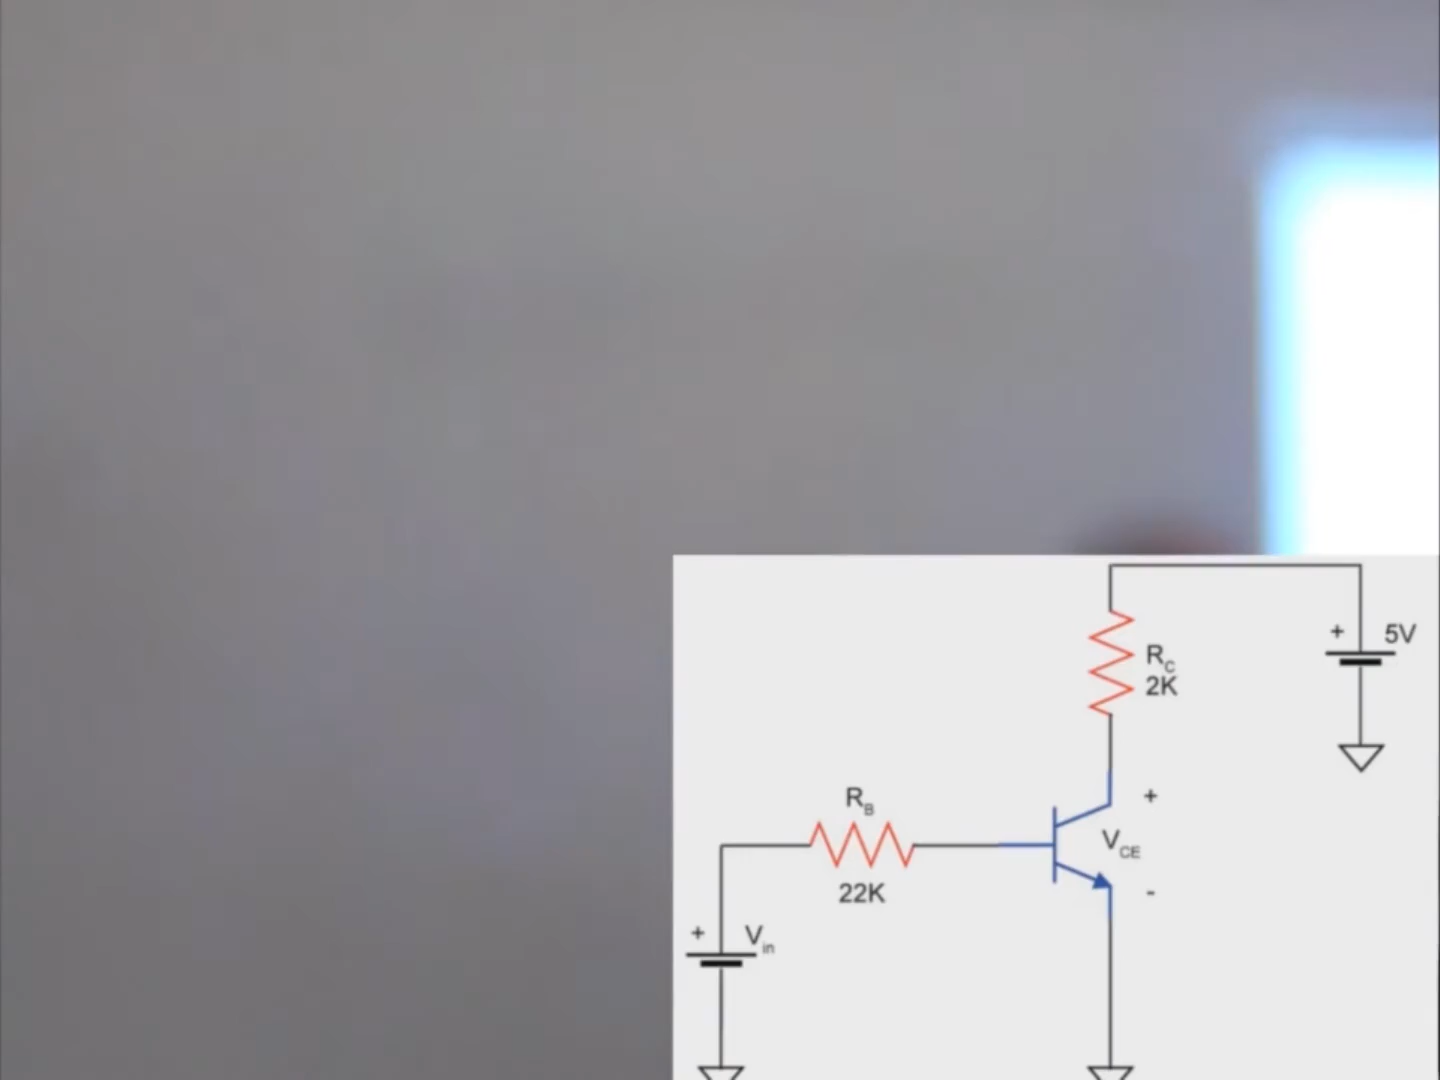 + 5V
R_C
2K
R_B
+
V_CE
22K
-
+ V_in